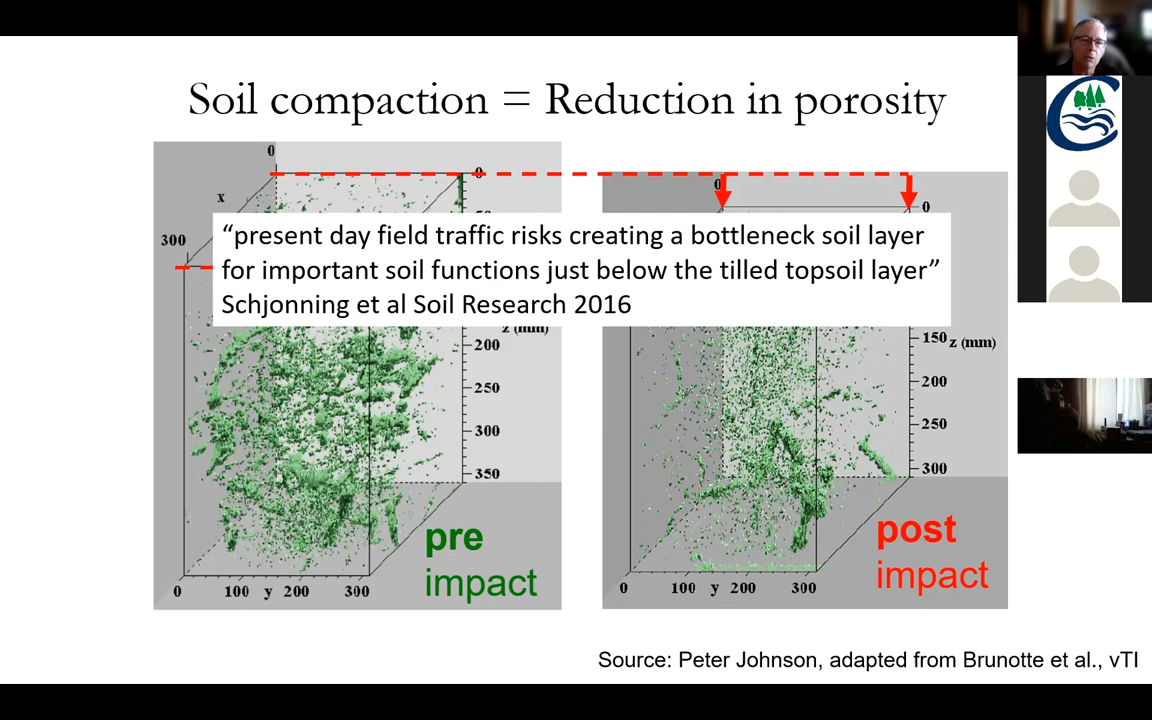 Soil compaction = Reduction in porosity
0
x
300
0
0
0
“present day field traffic risks creating a bottleneck soil layer
for important soil functions just below the tilled topsoil layer”
Schjonning et al Soil Research 2016
z (mm)
200
250
300
350
150 z (mm)
200
250
300
pre
impact
post
impact
0 100 y 200 300
0 100 y 200 300
Source: Peter Johnson, adapted from Brunotte et al., vTI